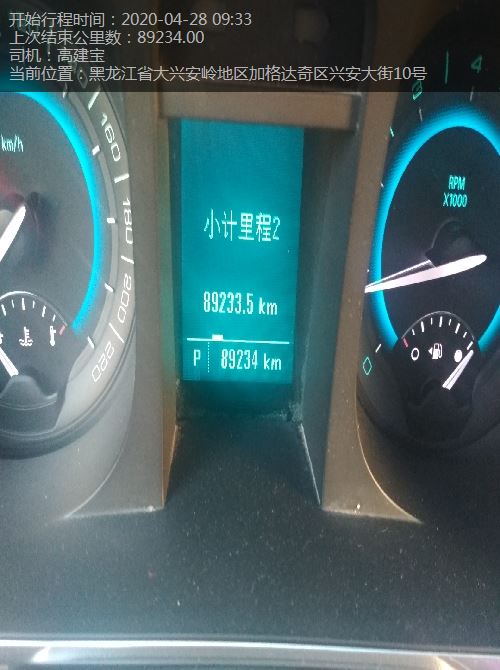 开始行程时间：2020-04-28 09:33
上次结束公里数：89234.00
司机：高建宝
当前位置：黑龙江省大兴安岭地区加格达奇区兴安大街10号
km/h
160
180
200
220
小计里程2
89233.5 km
P 89234 km
4
3
RPM
X1000
0